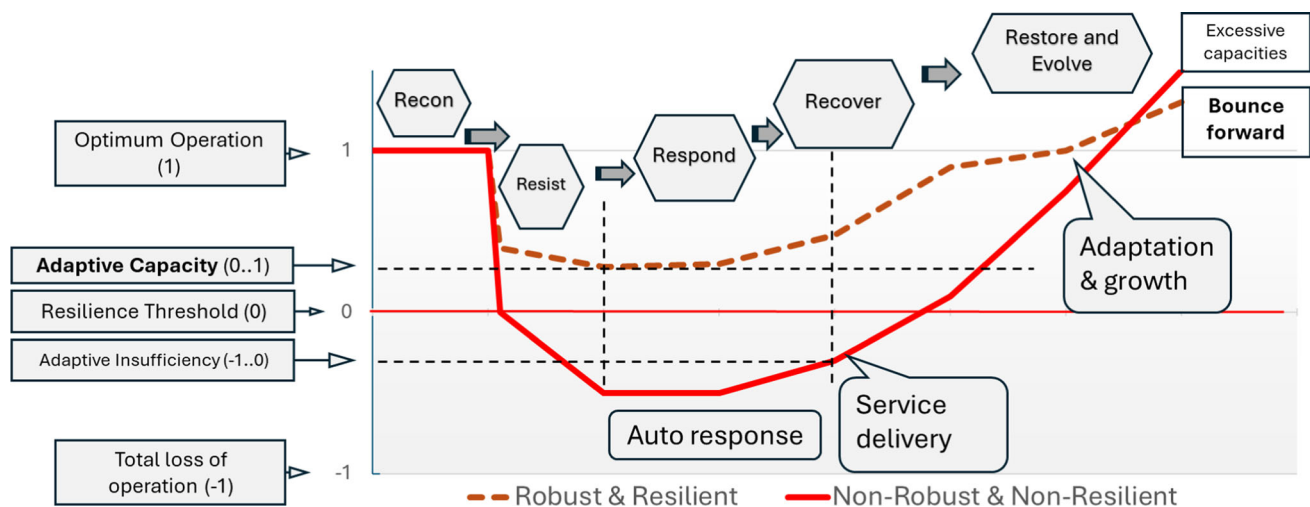 Restore and
Evolve
Excessive
capacities
Recon
Recover
Bounce
forward
Optimum Operation
(1)
1
Respond
Resist
Adaptive Capacity (0..1)
Adaptation
& growth
Resilience Threshold (0)
0
Adaptive Insufficiency (-1..0)
Service
delivery
Auto response
Total loss of
operation (-1)
-1
Robust & Resilient
Non-Robust & Non-Resilient